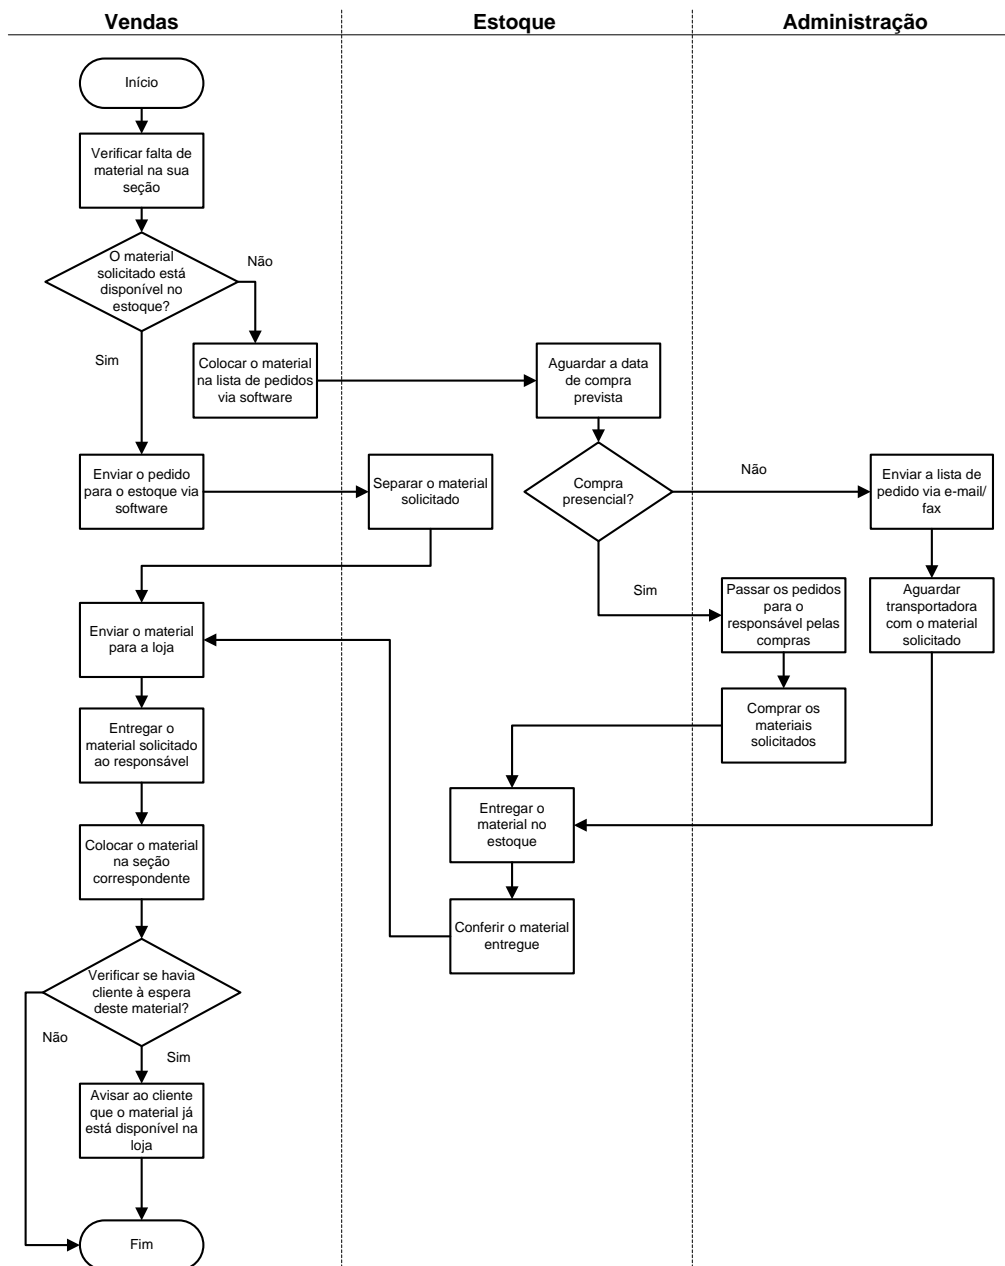 Vendas
Estoque
Administração
Início
Verificar falta de
material na sua
seção
O material
solicitado está
disponível no
estoque?
Não
Sim
Colocar o material
na lista de pedidos
via software
Aguardar a data
de compra
prevista
Enviar o pedido
para o estoque via
software
Separar o material
solicitado
Compra
presencial?
Não
Enviar a lista de
pedido via e-mail/
fax
Sim
Passar os pedidos
para o
responsável pelas
compras
Aguardar
transportadora
com o material
solicitado
Enviar o material
para a loja
Entregar o
material solicitado
ao responsável
Comprar os
materiais
solicitados
Entregar o
material no
estoque
Colocar o material
na seção
correspondente
Conferir o material
entregue
Verificar se havia
cliente à espera
deste material?
Não
Sim
Avisar ao cliente
que o material já
está disponível na
loja
Fim